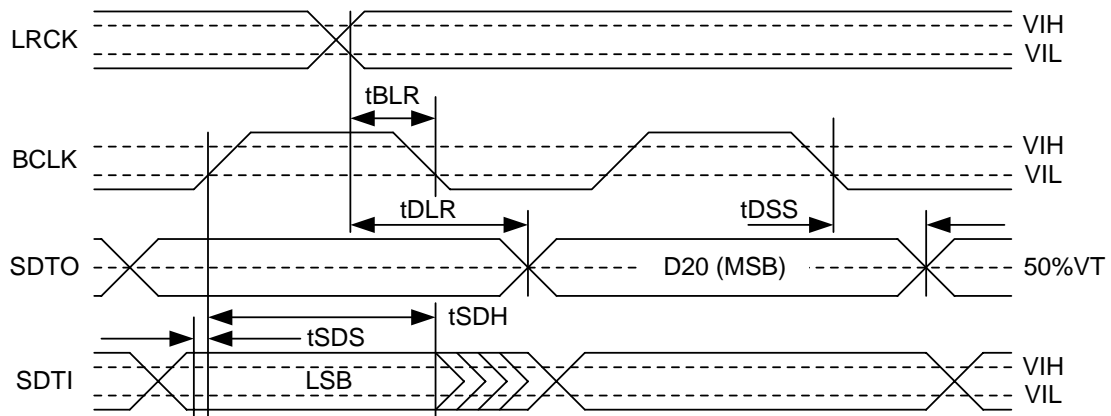 LRCK
VIH
VIL
tBLR
BCLK
VIH
VIL
tDLR
tDSS
SDTO
D20 (MSB)
50%VT
tSDH
tSDS
SDTI
LSB
VIH
VIL